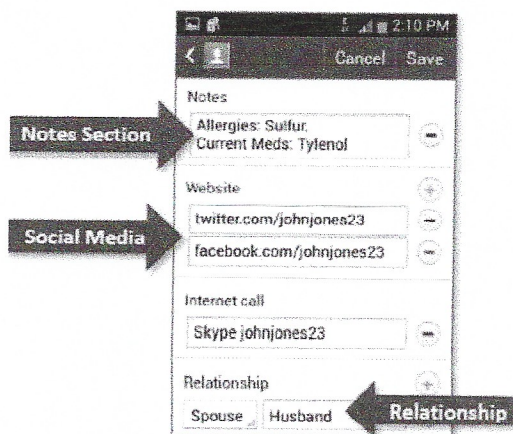 2:10 PM
Cancel Save
Notes
Notes Section
Allergies: Sulfur,
Current Meds: Tylenol
Website
twitter.com/johnjones23
Social Media
facebook.com/johnjones23
Internet call
Skype johnjones23
Relationship
Spouse Husband
Relationship